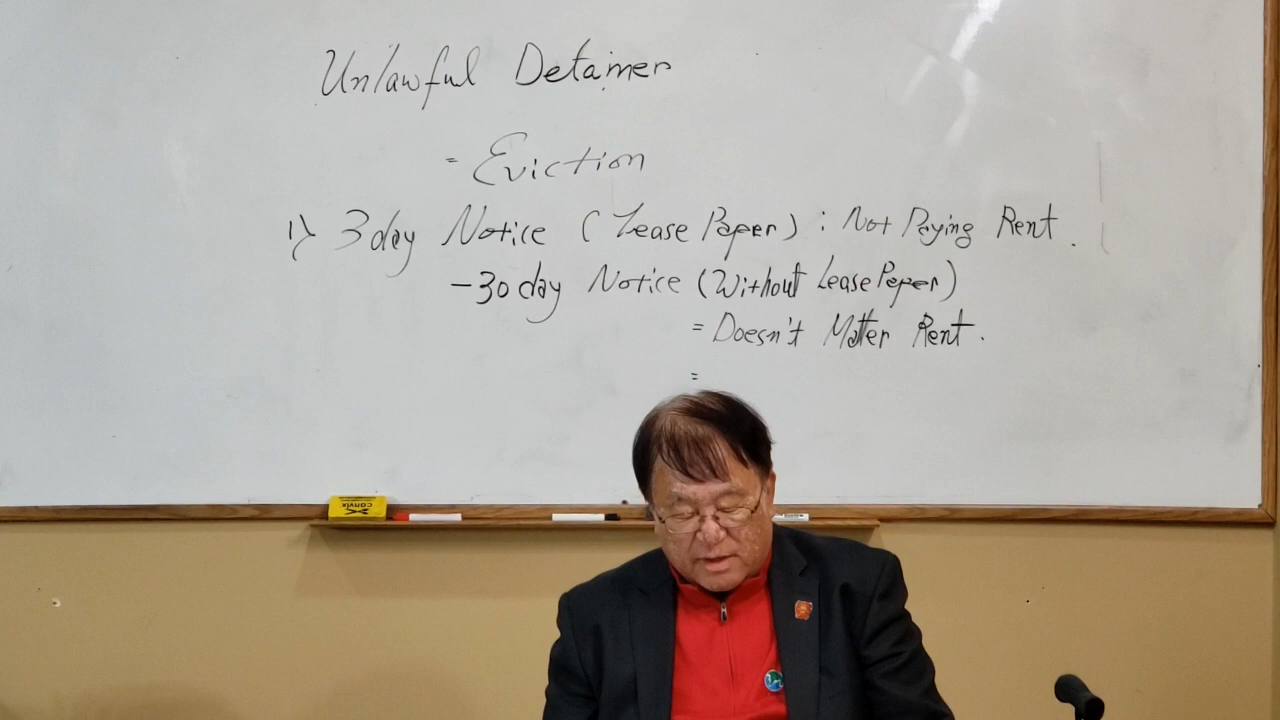 Unlawful Detainer
= Eviction
1) 3 day Notice (Lease Paper) : Not Paying Rent.
- 30 day Notice (Without Lease Paper)
= Doesn't Matter Rent.
=
canvix